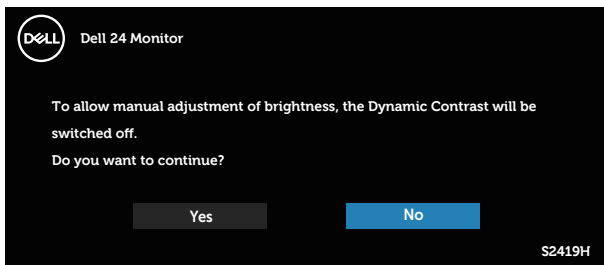 DELL
Dell 24 Monitor
To allow manual adjustment of brightness, the Dynamic Contrast will be
switched off.
Do you want to continue?
Yes No
S2419H